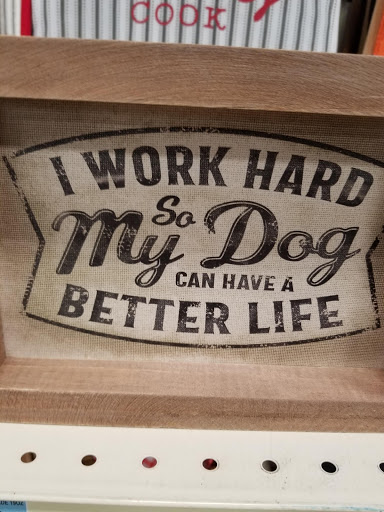 COOK
I WORK HARD
So
My Dog
CAN HAVE A
BETTER LIFE